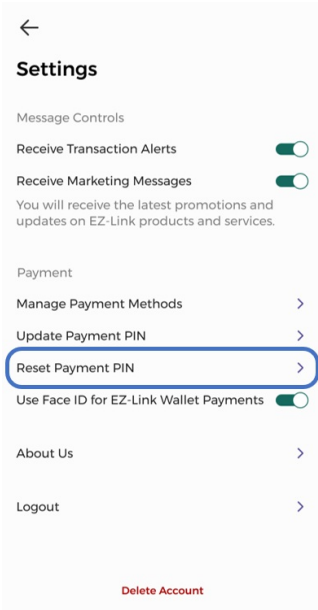 Settings
Message Controls
Receive Transaction Alerts
Receive Marketing Messages
You will receive the latest promotions and
updates on EZ-Link products and services.
Payment
Manage Payment Methods
Update Payment PIN
Reset Payment PIN
Use Face ID for EZ-Link Wallet Payments
About Us
Logout
Delete Account